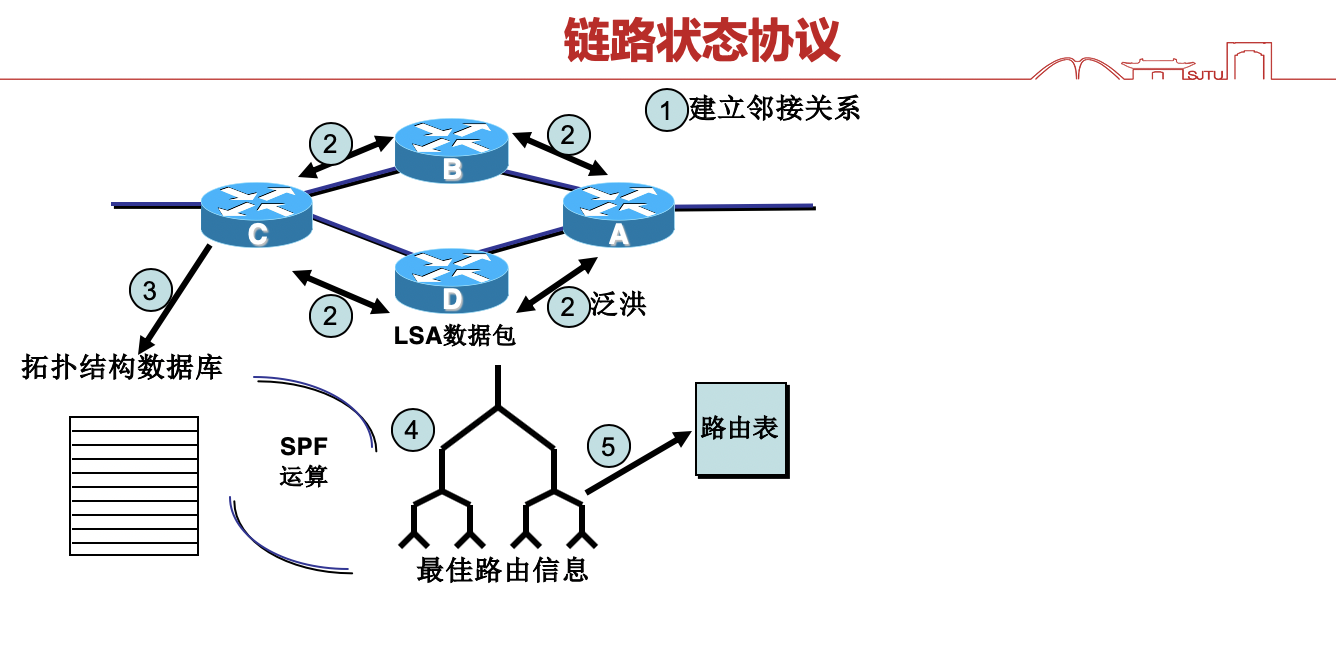 链路状态协议
SJTU
1 建立邻接关系
2
2
B
C
A
3
D
2
2 泛洪
LSA数据包
拓扑结构数据库
4
5
路由表
SPF
运算
最佳路由信息